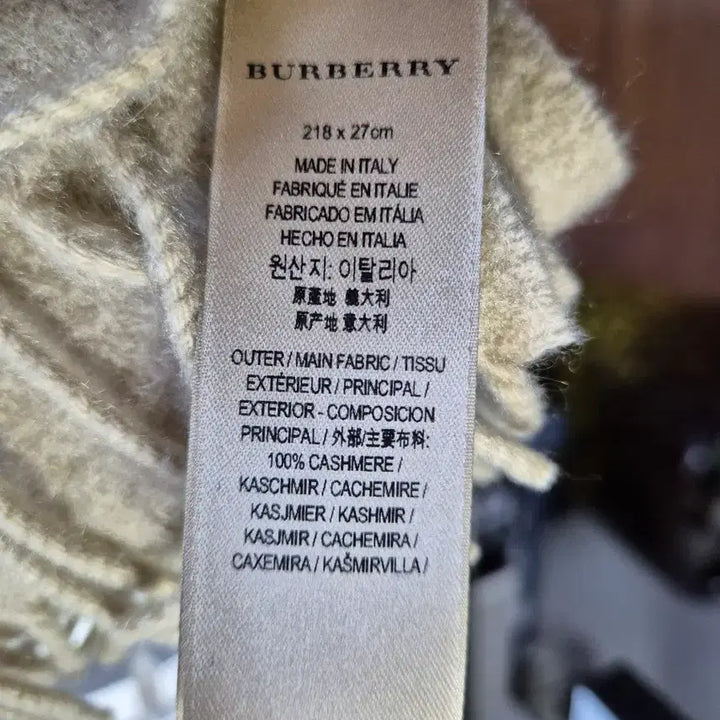 BURBERRY
218 x 27cm
MADE IN ITALY
FABRIQUÉ EN ITALIE
FABRICADO EM ITÁLIA
HECHO EN ITALIA
원산지: 이탈리아
原產地 義大利
原产地 意大利
OUTER / MAIN FABRIC / TISSU
EXTÉRIEUR / PRINCIPAL /
EXTERIOR - COMPOSICION
PRINCIPAL / 外部/主要布料:
100% CASHMERE /
KASCHMIR / CACHEMIRE /
KASJMIER / KASHMIR /
KASJMIR / CACHEMIRA /
CAXEMIRA / KAŠMIRVILLA /